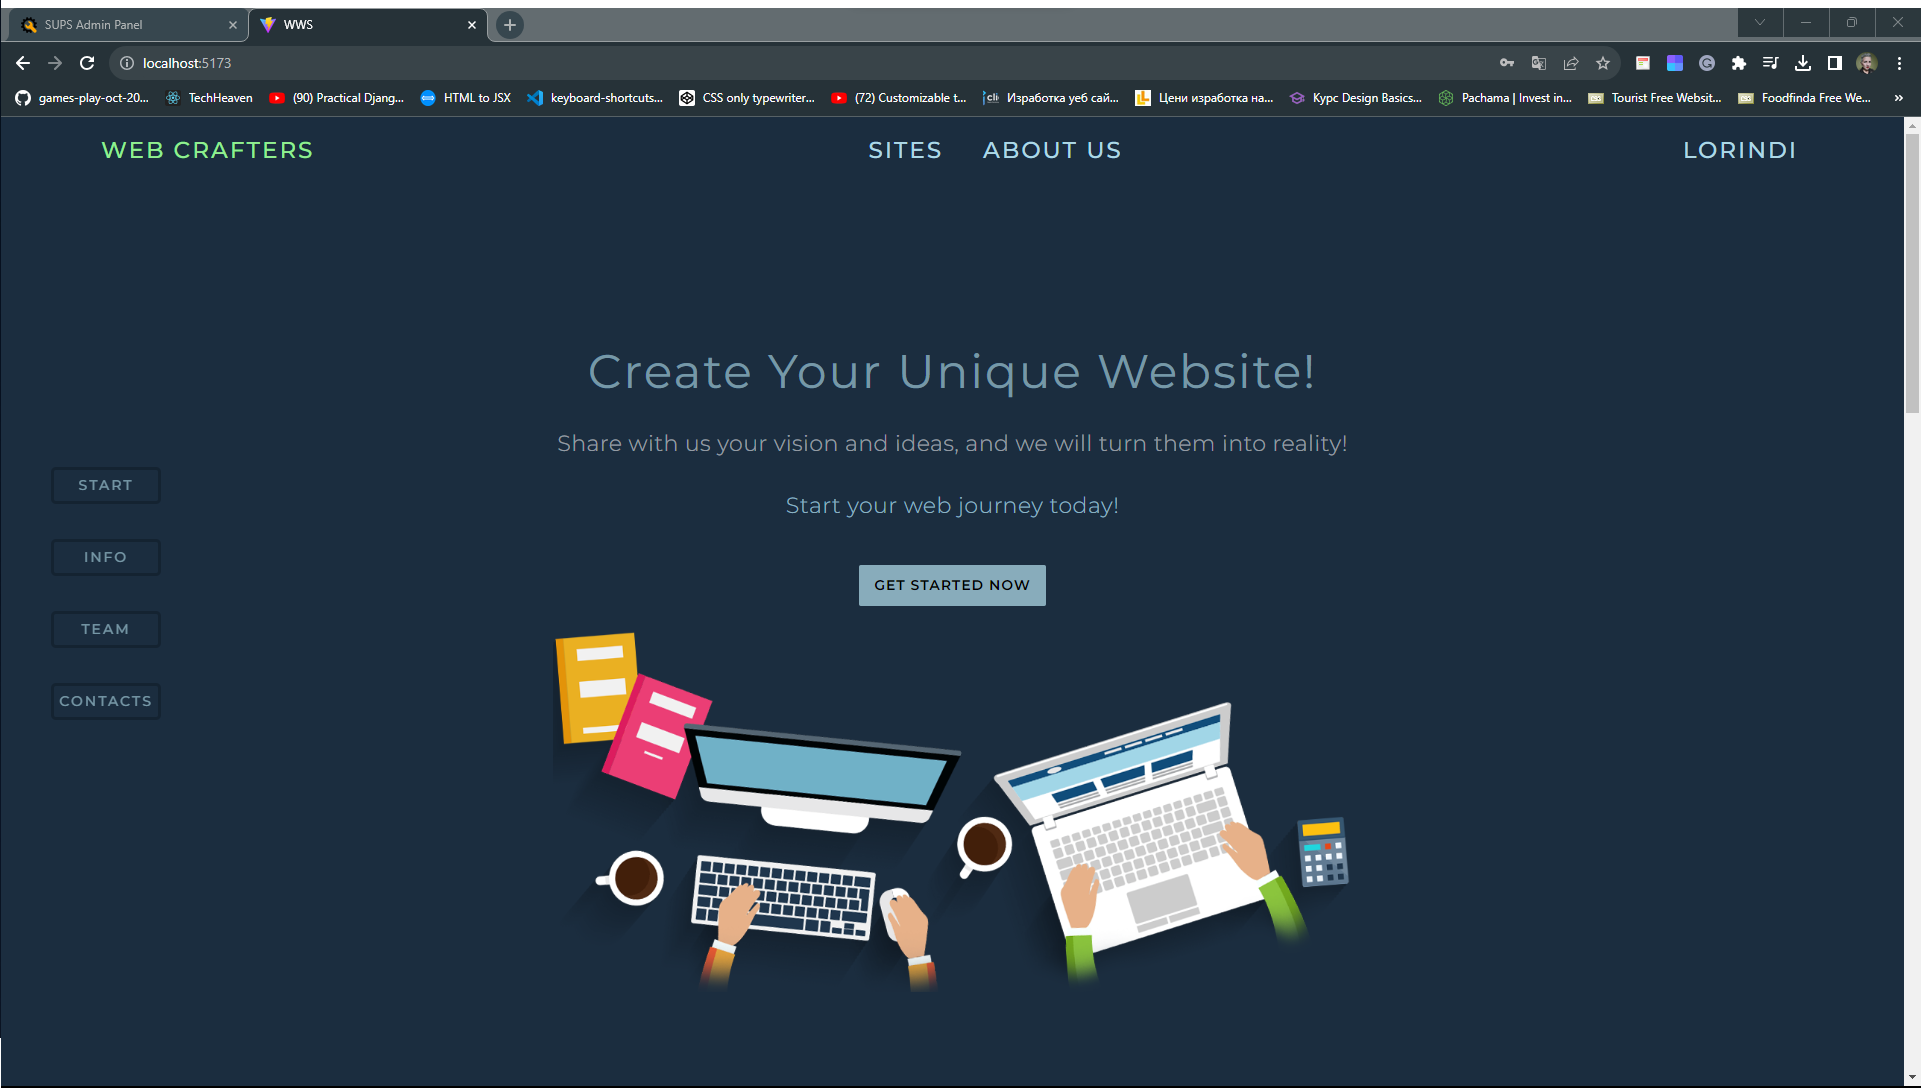 SUPS Admin Panel
WWS
localhost:5173
games-play-oct-20...
TechHeaven
(90) Practical Djang...
HTML to JSX
keyboard-shortcuts...
CSS only typewriter...
(72) Customizable t...
Изработка уеб сай...
Цени изработка на...
Курс Design Basics...
Pachama | Invest in...
Tourist Free Websit...
Foodfinda Free We...
WEB CRAFTERS
SITES
ABOUT US
LORINDI
Create Your Unique Website!
Share with us your vision and ideas, and we will turn them into reality!
Start your web journey today!
GET STARTED NOW
START
INFO
TEAM
CONTACTS